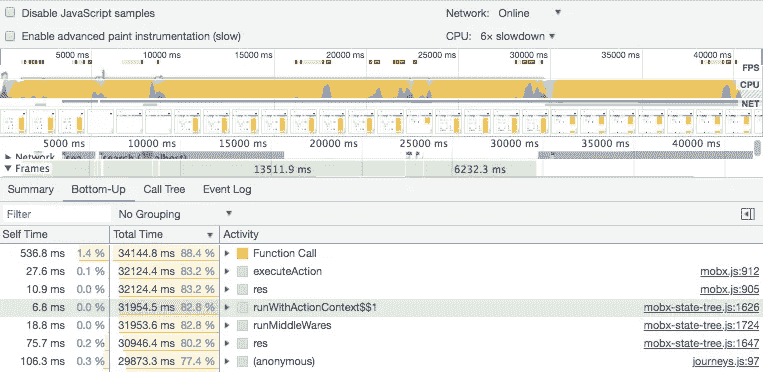 Disable JavaScript samples Network: Online ▼
Enable advanced paint instrumentation (slow) CPU: 6x slowdown ▼
5000 ms 10000 ms 15000 ms 20000 ms 25000 ms 30000 ms 35000 ms 40000 ms
FPS
CPU
NET
5000 ms 10000 ms 15000 ms 20000 ms 25000 ms 30000 ms 35000 ms 40000 ms
▶ Network
▼ Frames 13511.9 ms 6232.3 ms
Summary Bottom-Up Call Tree Event Log
Filter No Grouping ▼
Self Time Total Time ▼ Activity
536.8 ms 1.4 % 34144.8 ms 88.4 % ▶ Function Call
27.6 ms 0.1 % 32124.4 ms 83.2 % ▶ executeAction mobx.js:912
10.9 ms 0.0 % 32124.4 ms 83.2 % ▶ res mobx.js:905
6.8 ms 0.0 % 31954.5 ms 82.8 % ▶ runWithActionContext$$1 mobx-state-tree.js:1626
18.8 ms 0.0 % 31953.6 ms 82.8 % ▶ runMiddleWares mobx-state-tree.js:1724
75.7 ms 0.2 % 30946.4 ms 80.2 % ▶ res mobx-state-tree.js:1647
106.3 ms 0.3 % 29873.3 ms 77.4 % ▶ (anonymous) journeys.js:97